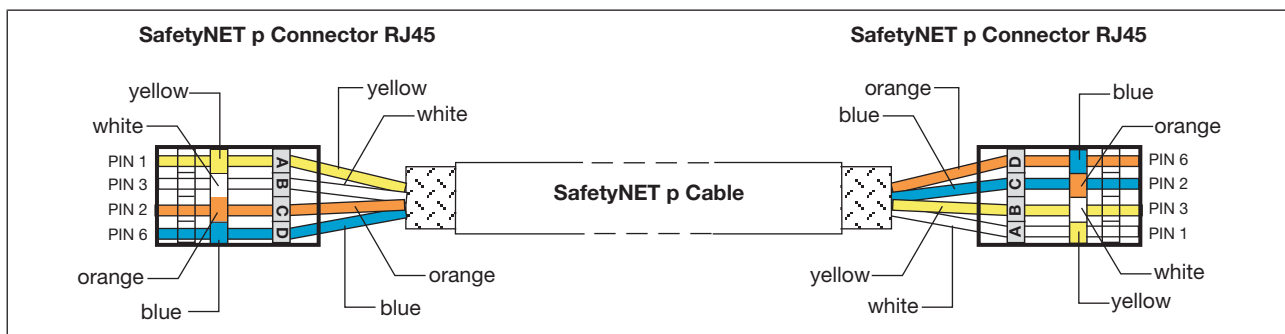 SafetyNET p Connector RJ45
SafetyNET p Connector RJ45
yellow
yellow
white
white
PIN 1
PIN 3
PIN 2
PIN 6
A
B
C
D
orange
blue
orange
blue
SafetyNET p Cable
orange
blue
blue
orange
D
C
B
A
PIN 6
PIN 2
PIN 3
PIN 1
yellow
white
white
yellow